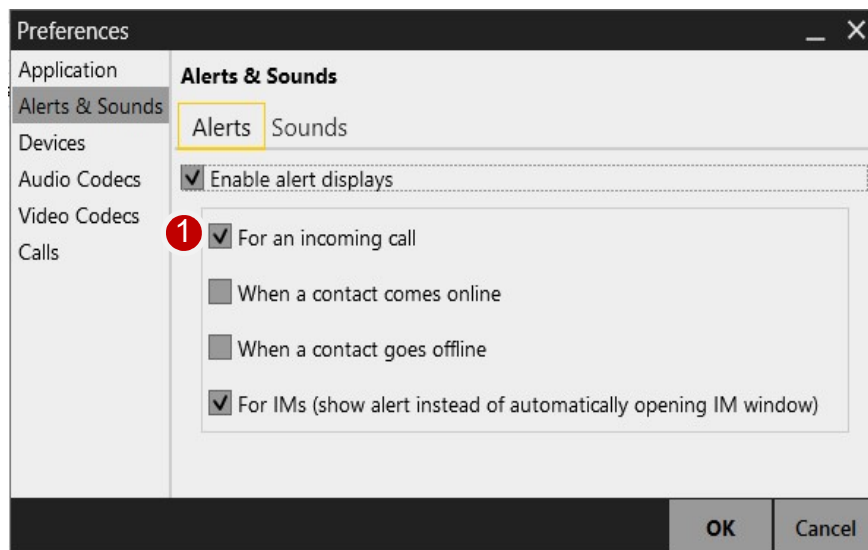 Preferences
Application
Alerts & Sounds
Devices
Audio Codecs
Video Codecs
Calls
Alerts & Sounds
Alerts Sounds
Enable alert displays
1 For an incoming call
When a contact comes online
When a contact goes offline
For IMs (show alert instead of automatically opening IM window)
OK Cancel